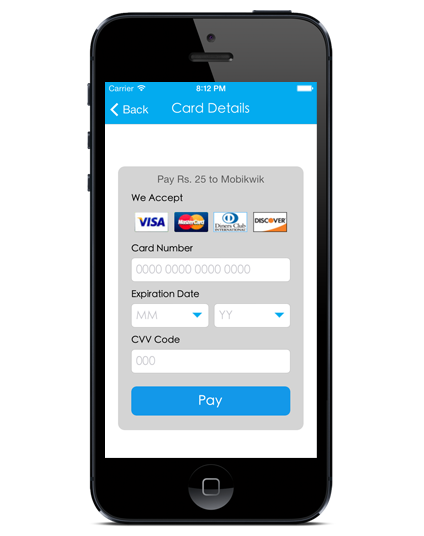 Carrier 8:12 PM
Back Card Details
Pay Rs. 25 to Mobikwik
We Accept
VISA MasterCard Diners Club INTERNATIONAL DISCOVER
Card Number
0000 0000 0000 0000
Expiration Date
MM YY
CVV Code
000
Pay